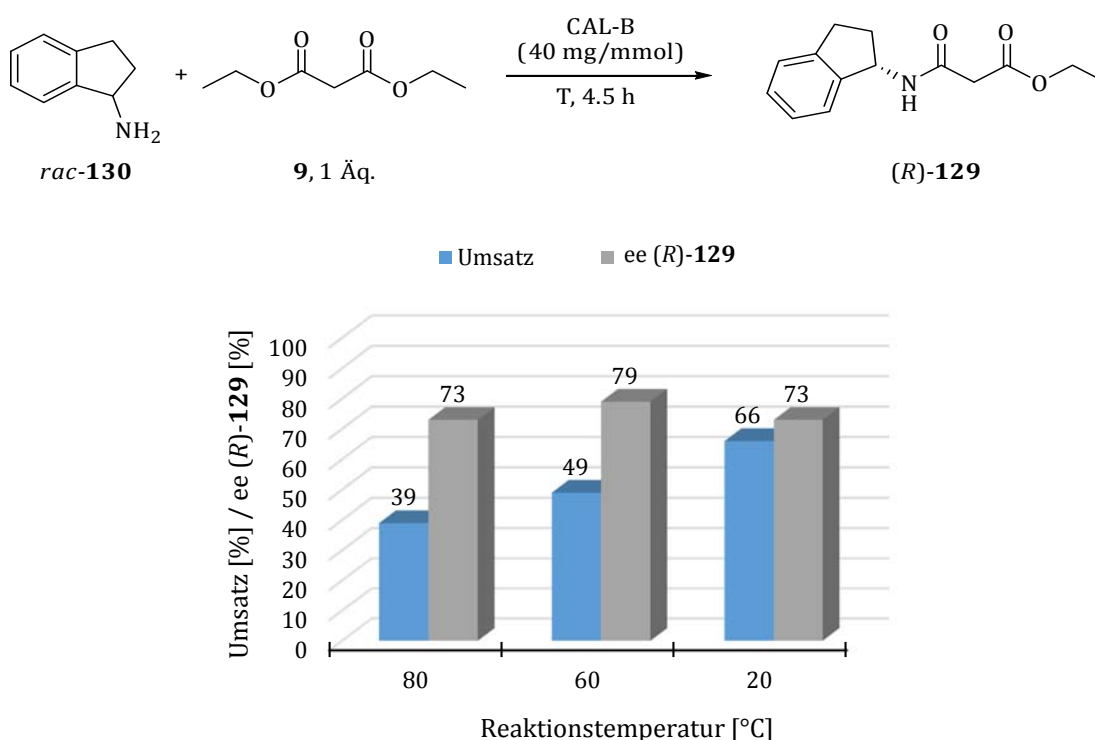 CAL-B
(40 mg/mmol)
T, 4.5 h
+
O O
O O
NH2
O O
N
H
O
rac-130
9, 1 Äq.
(R)-129
Umsatz
ee (R)-129
Umsatz [%] / ee (R)-129 [%]
100
90
80
70
60
50
40
30
20
10
0
39
73
49
79
66
73
80
60
20
Reaktionstemperatur [°C]